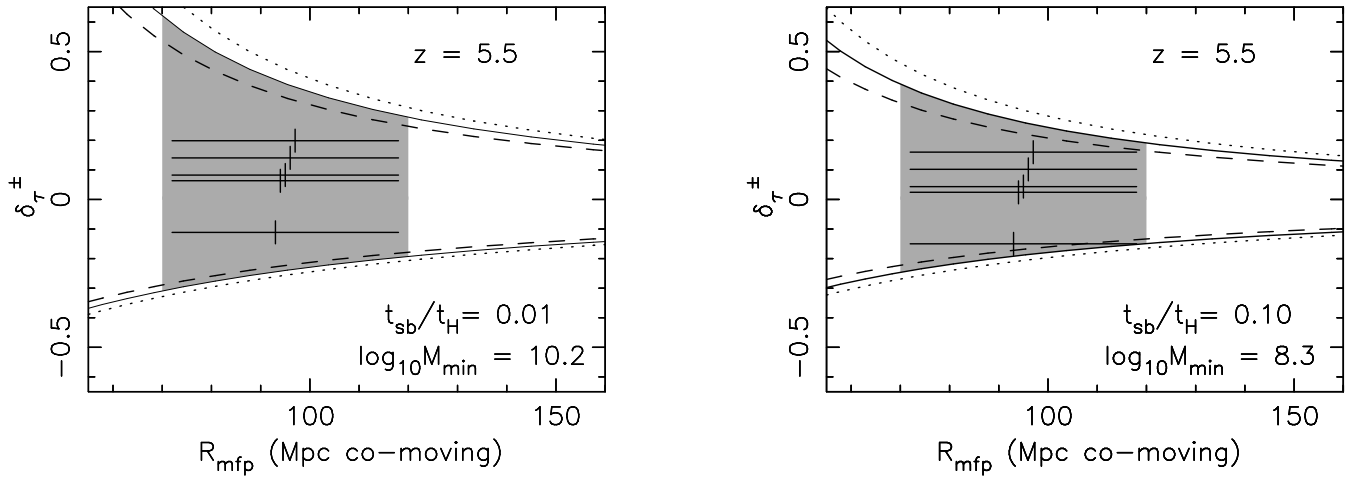 z = 5.5
0.5
0
−0.5
δτ±
tsb/tH= 0.01
log10Mmin = 10.2
100
150
Rmfp (Mpc co−moving)
z = 5.5
0.5
0
−0.5
δτ±
tsb/tH= 0.10
log10Mmin = 8.3
100
150
Rmfp (Mpc co−moving)